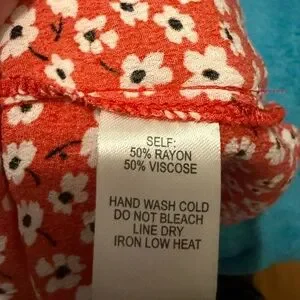 SELF:
50% RAYON
50% VISCOSE
HAND WASH COLD
DO NOT BLEACH
LINE DRY
IRON LOW HEAT